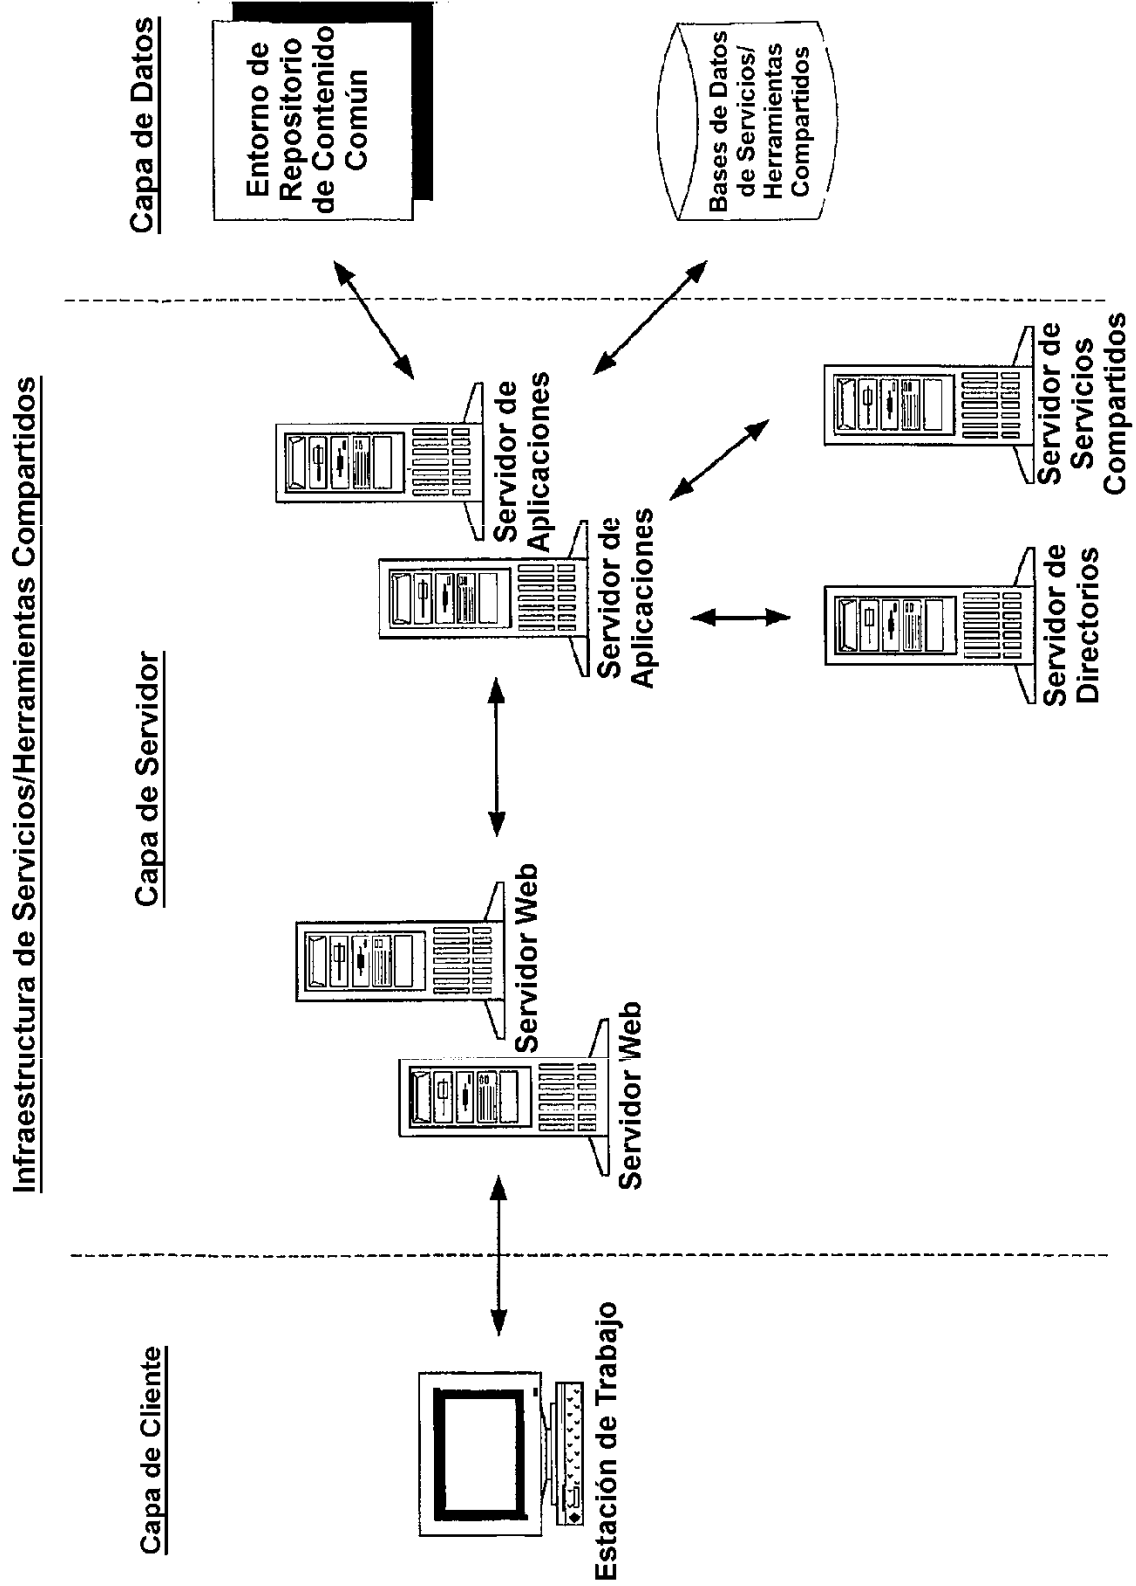 Infraestructura de Servicios/Herramientas Compartidos
Capa de Cliente
Capa de Servidor
Capa de Datos
Estación de Trabajo
Servidor Web
Servidor Web
Servidor de
Aplicaciones
Servidor de
Aplicaciones
Servidor de
Directorios
Servidor de
Servicios
Compartidos
Entorno de
Repositorio
de Contenido
Común
Bases de Datos
de Servicios/
Herramientas
Compartidos